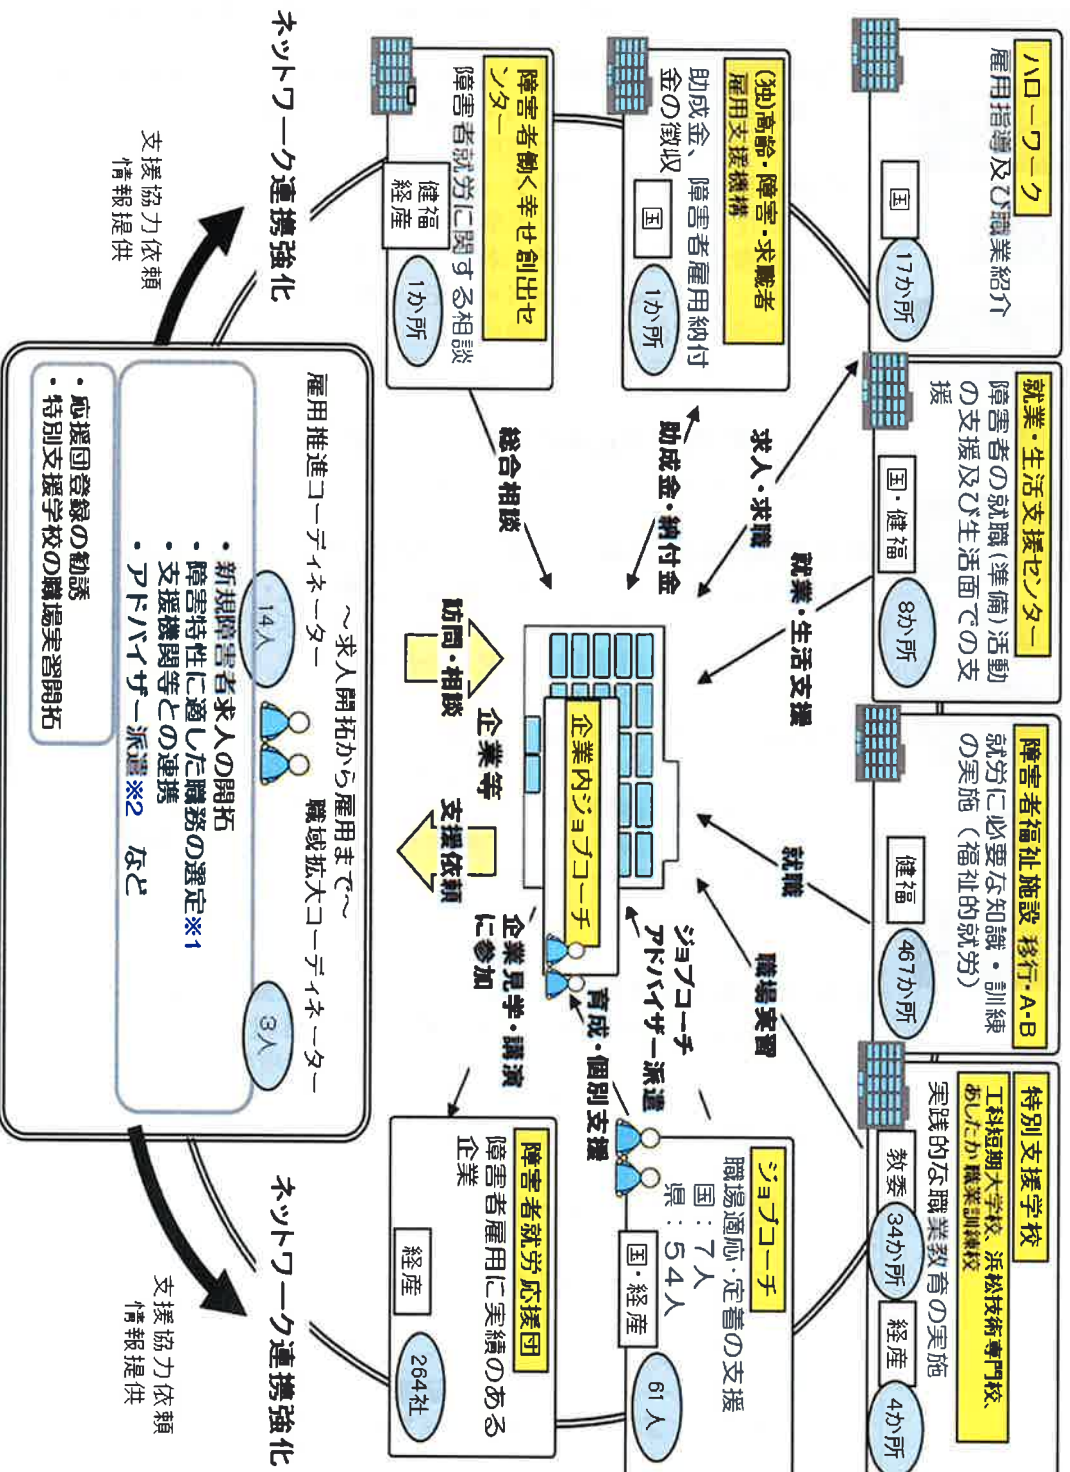 ハローワーク
雇用指導及び職業紹介
国
17か所
就業・生活支援センター
障害者の就職(準備)活動
の支援及び生活面での支
援
国・健福
8か所
障害者福祉施設 移行・A・B
就労に必要な知識・訓練
の実施（福祉的就労）
健福
467か所
特別支援学校
工科短期大学校、浜松技術専門校、
あしたか職業訓練校
実践的な職業教育の実施
教委
34か所
経産
4か所
(独)高齢・障害・求職者
雇用支援機構
助成金、障害者雇用納付
金の徴収
国
1か所
障害者働く幸せ創出セ
ンター
障害者就労に関する相談
健福
経産
1か所
ジョブコーチ
職場適応・定着の支援
国：７人
県：５４人
国・経産
61人
障害者就労応援団
障害者雇用に実績のある
企業
経産
264社
求人・求職
就業・生活支援
就職
職場実習
助成金・納付金
総合相談
ジョブコーチ
アドバイザー派遣
育成・個別支援
企業見学・講演
に参加
企業内ジョブコーチ
企業等
訪問・相談
支援依頼
ネットワーク連携強化
支援協力依頼
情報提供
ネットワーク連携強化
支援協力依頼
情報提供
～求人開拓から雇用まで～
雇用推進コーディネーター
職域拡大コーディネーター
14人
3人
・新規障害者求人の開拓
・障害特性に適した職務の選定※1
・支援機関等との連携
・アドバイザー派遣※2 など
・応援団登録の勧誘
・特別支援学校の職場実習開拓